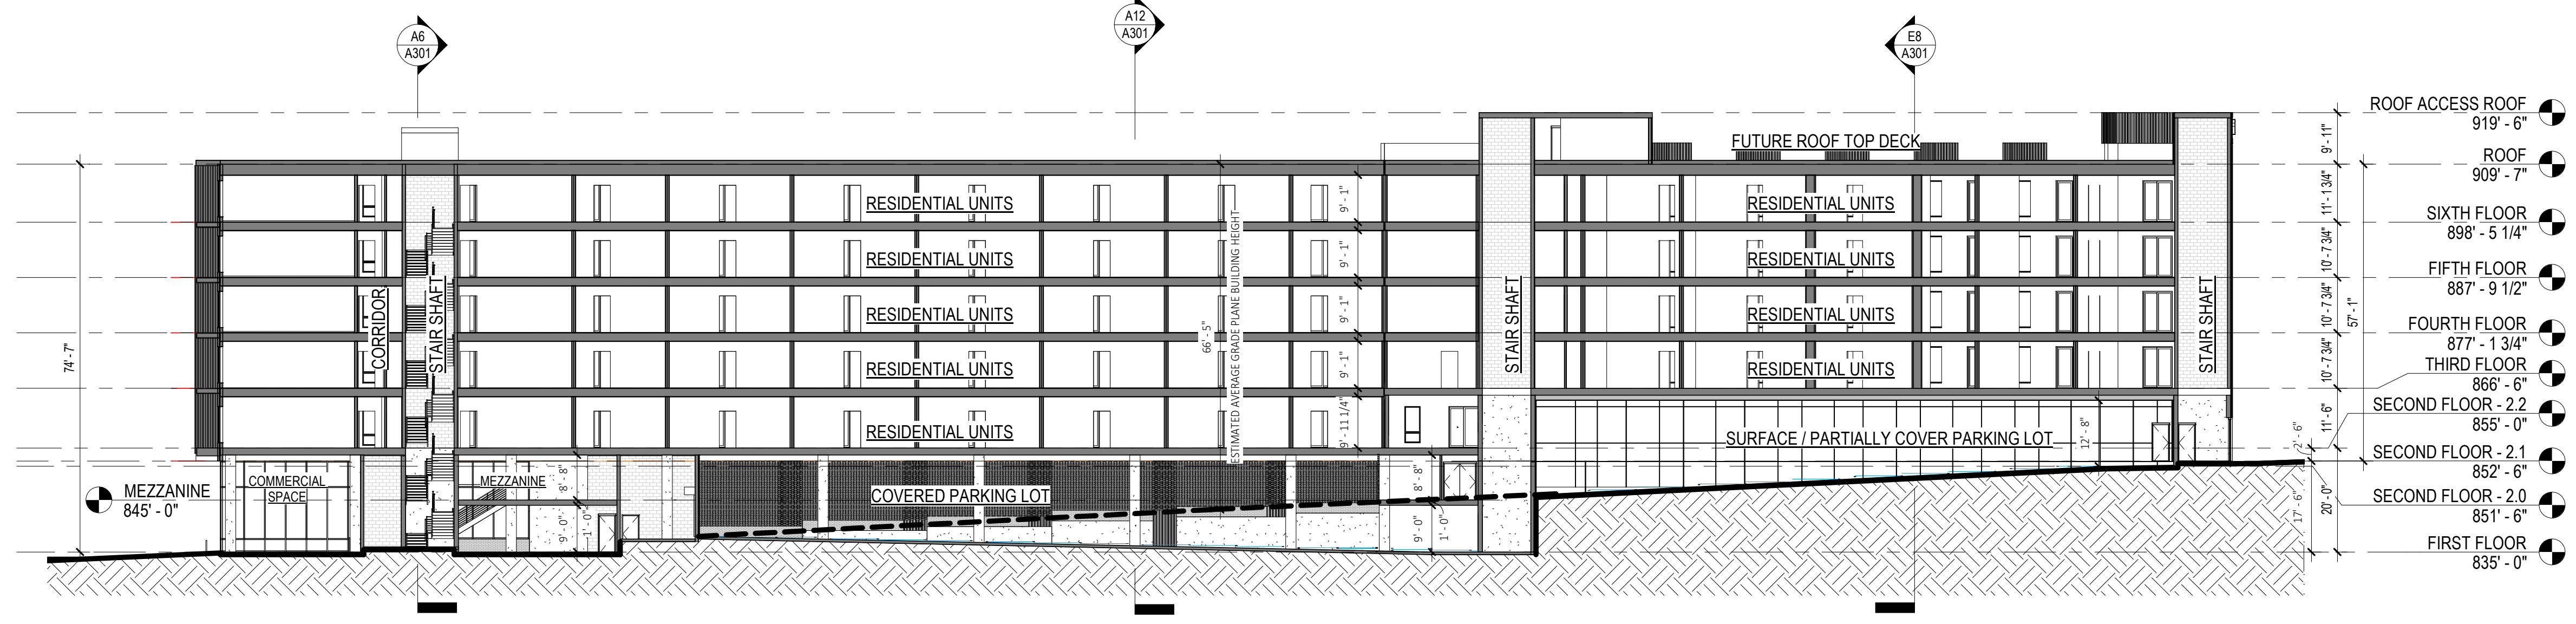 A6
A301
A12
A301
E8
A301
ROOF ACCESS ROOF
919' - 6"
9' - 11"
FUTURE ROOF TOP DECK
ROOF
909' - 7"
RESIDENTIAL UNITS
9' - 1"
RESIDENTIAL UNITS
11' - 1 3/4"
SIXTH FLOOR
898' - 5 1/4"
RESIDENTIAL UNITS
9' - 1"
RESIDENTIAL UNITS
10' - 7 3/4"
FIFTH FLOOR
887' - 9 1/2"
CORRIDOR
STAIR SHAFT
RESIDENTIAL UNITS
9' - 1"
STAIR SHAFT
RESIDENTIAL UNITS
STAIR SHAFT
10' - 7 3/4"
57' - 1"
FOURTH FLOOR
877' - 1 3/4"
74' - 7"
66' - 5"
ESTIMATED AVERAGE GRADE PLANE BUILDING HEIGHT
RESIDENTIAL UNITS
9' - 1"
RESIDENTIAL UNITS
10' - 7 3/4"
THIRD FLOOR
866' - 6"
RESIDENTIAL UNITS
9' - 11 1/4"
SURFACE / PARTIALLY COVER PARKING LOT
12' - 8"
11' - 6"
2' - 6"
SECOND FLOOR - 2.2
855' - 0"
SECOND FLOOR - 2.1
852' - 6"
COMMERCIAL
SPACE
MEZZANINE
8' - 8"
COVERED PARKING LOT
8' - 8"
MEZZANINE
845' - 0"
SECOND FLOOR - 2.0
851' - 6"
9' - 0"
1' - 0"
9' - 0"
1' - 0"
17' - 6"
20' - 0"
FIRST FLOOR
835' - 0"